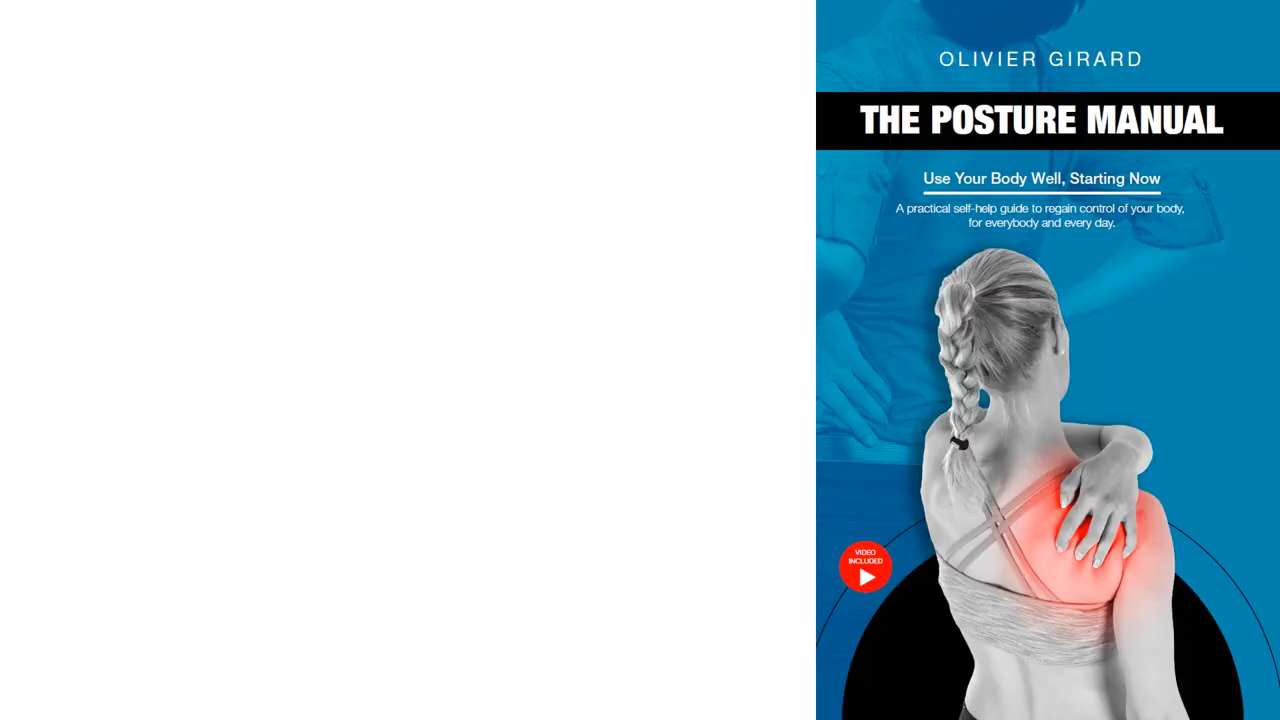 OLIVIER GIRARD
THE POSTURE MANUAL
Use Your Body Well, Starting Now
A practical self-help guide to regain control of your body,
for everybody and every day.
VIDEO
INCLUDED